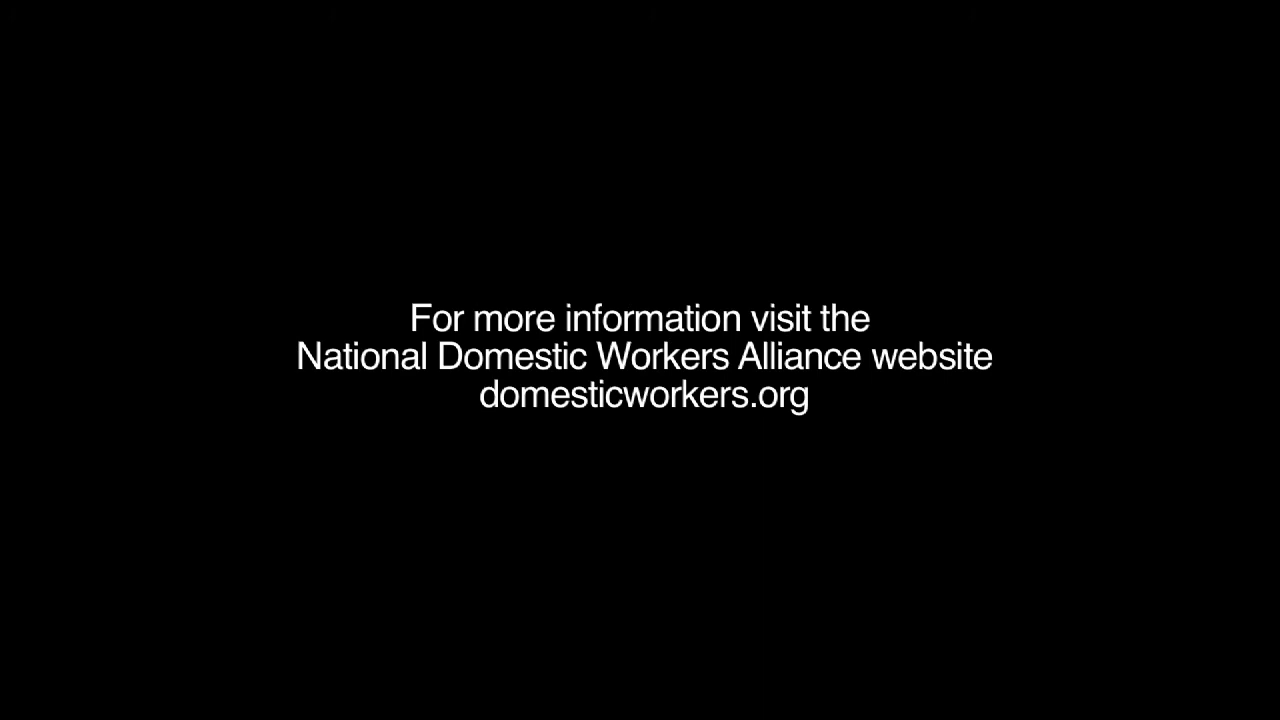 For more information visit the
National Domestic Workers Alliance website
domesticworkers.org